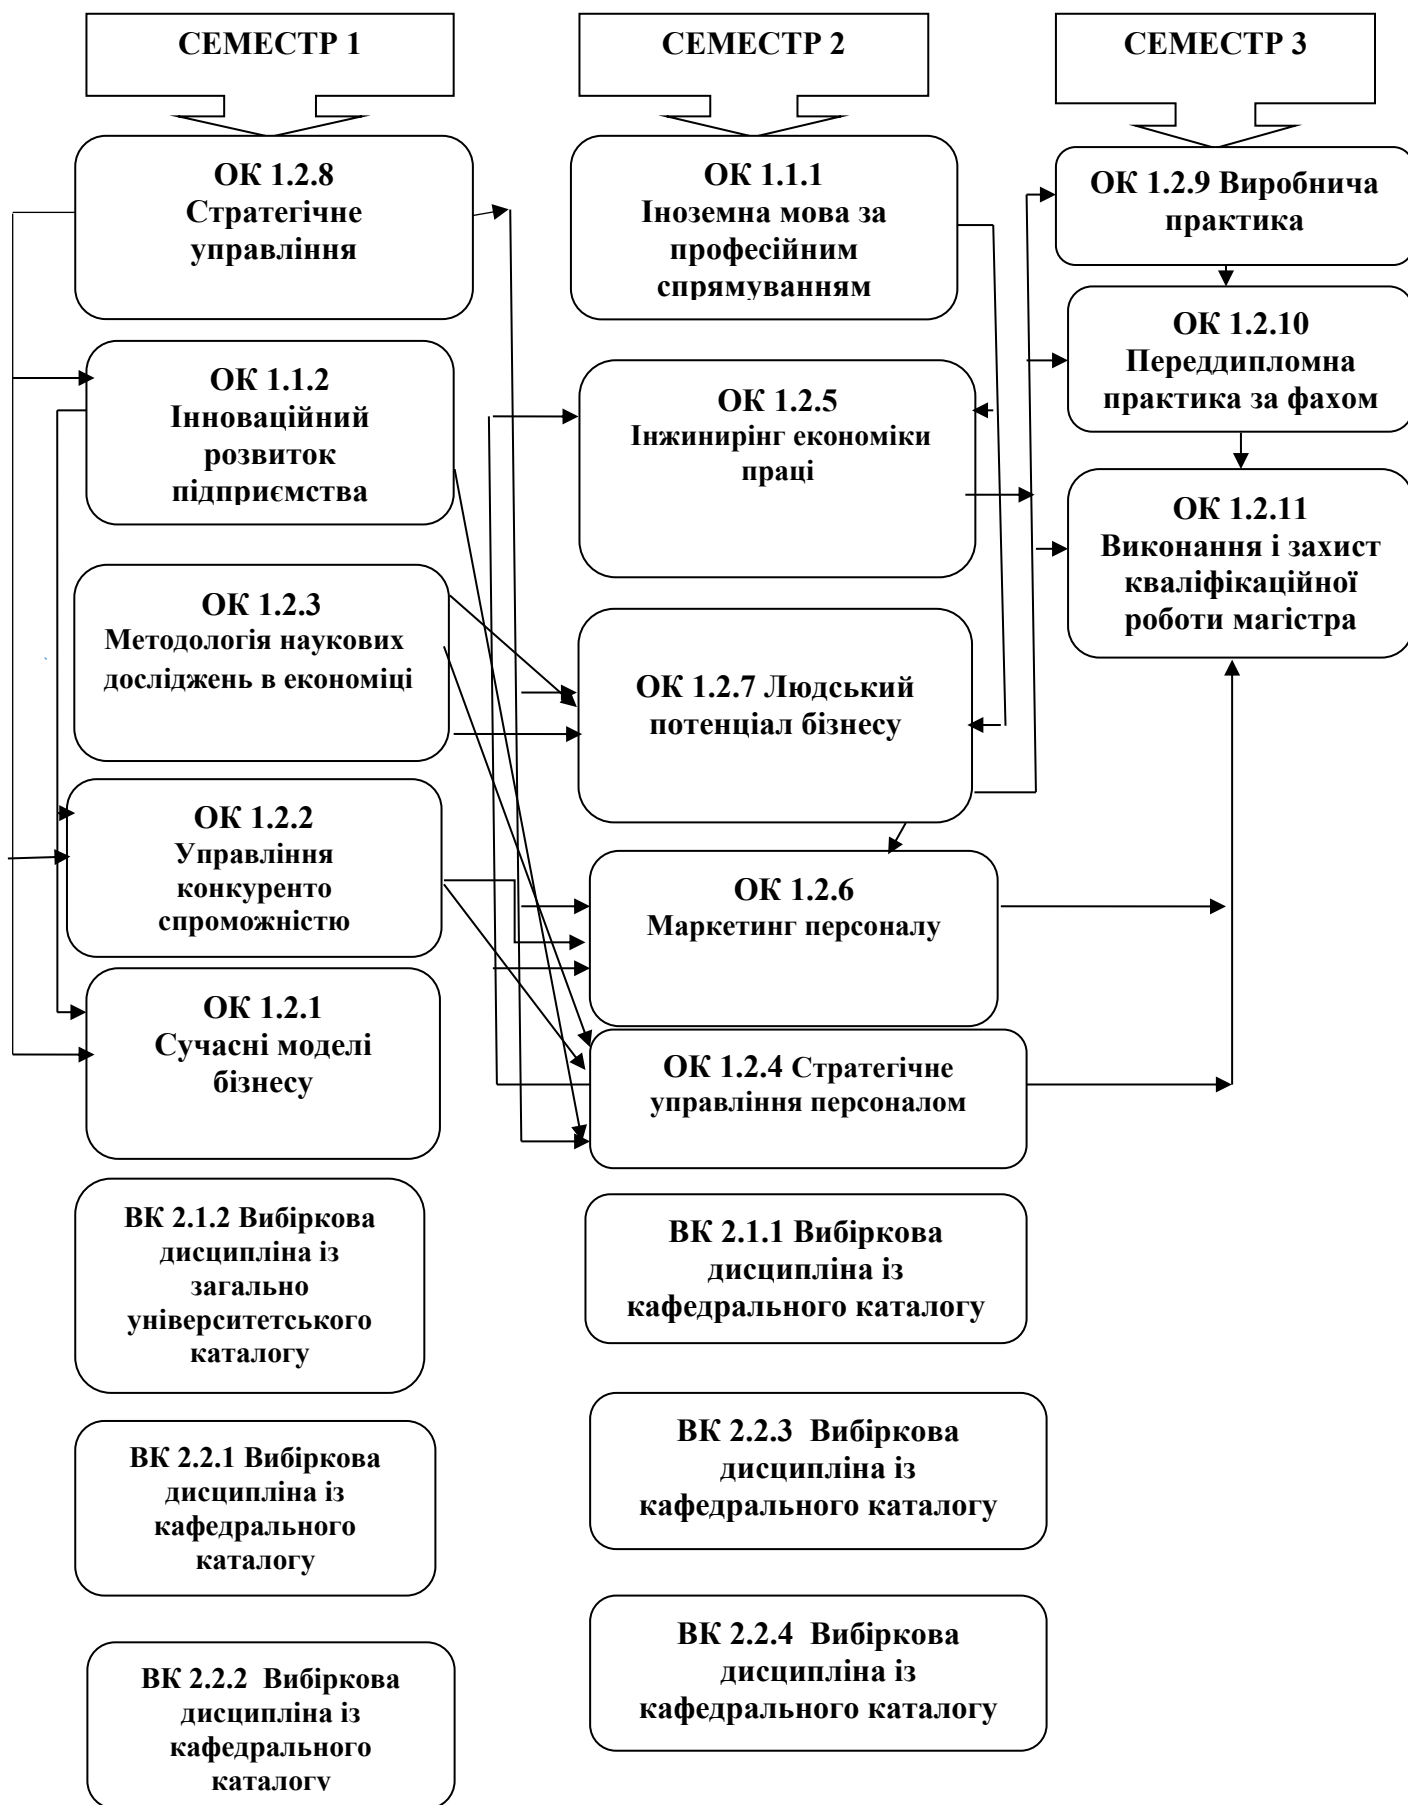 СЕМЕСТР 1
СЕМЕСТР 2
СЕМЕСТР 3
ОК 1.2.8
Стратегічне
управління
ОК 1.1.2
Інноваційний
розвиток
підприємства
ОК 1.2.3
Методологія наукових
досліджень в економіці
ОК 1.2.2
Управління
конкуренто
спроможністю
ОК 1.2.1
Сучасні моделі
бізнесу
ВК 2.1.2 Вибіркова
дисципліна із
загально
університетського
каталогу
ВК 2.2.1 Вибіркова
дисципліна із
кафедрального
каталогу
ВК 2.2.2 Вибіркова
дисципліна із
кафедрального
каталогу
ОК 1.1.1
Іноземна мова за
професійним
спрямуванням
ОК 1.2.5
Інжинирінг економіки
праці
ОК 1.2.7 Людський
потенціал бізнесу
ОК 1.2.6
Маркетинг персоналу
ОК 1.2.4 Стратегічне
управління персоналом
ВК 2.1.1 Вибіркова
дисципліна із
кафедрального каталогу
ВК 2.2.3 Вибіркова
дисципліна із
кафедрального каталогу
ВК 2.2.4 Вибіркова
дисципліна із
кафедрального каталогу
ОК 1.2.9 Виробнича
практика
ОК 1.2.10
Переддипломна
практика за фахом
ОК 1.2.11
Виконання і захист
кваліфікаційної
роботи магістра